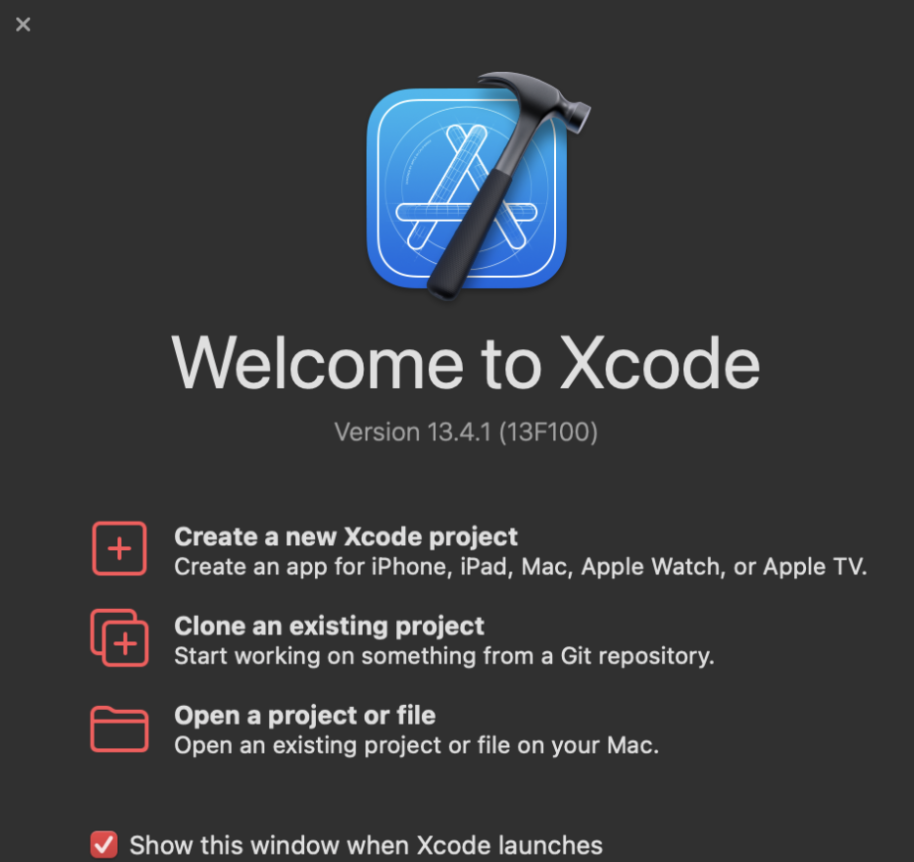 Welcome to Xcode
Version 13.4.1 (13F100)
Create a new Xcode project
Create an app for iPhone, iPad, Mac, Apple Watch, or Apple TV.
Clone an existing project
Start working on something from a Git repository.
Open a project or file
Open an existing project or file on your Mac.
Show this window when Xcode launches